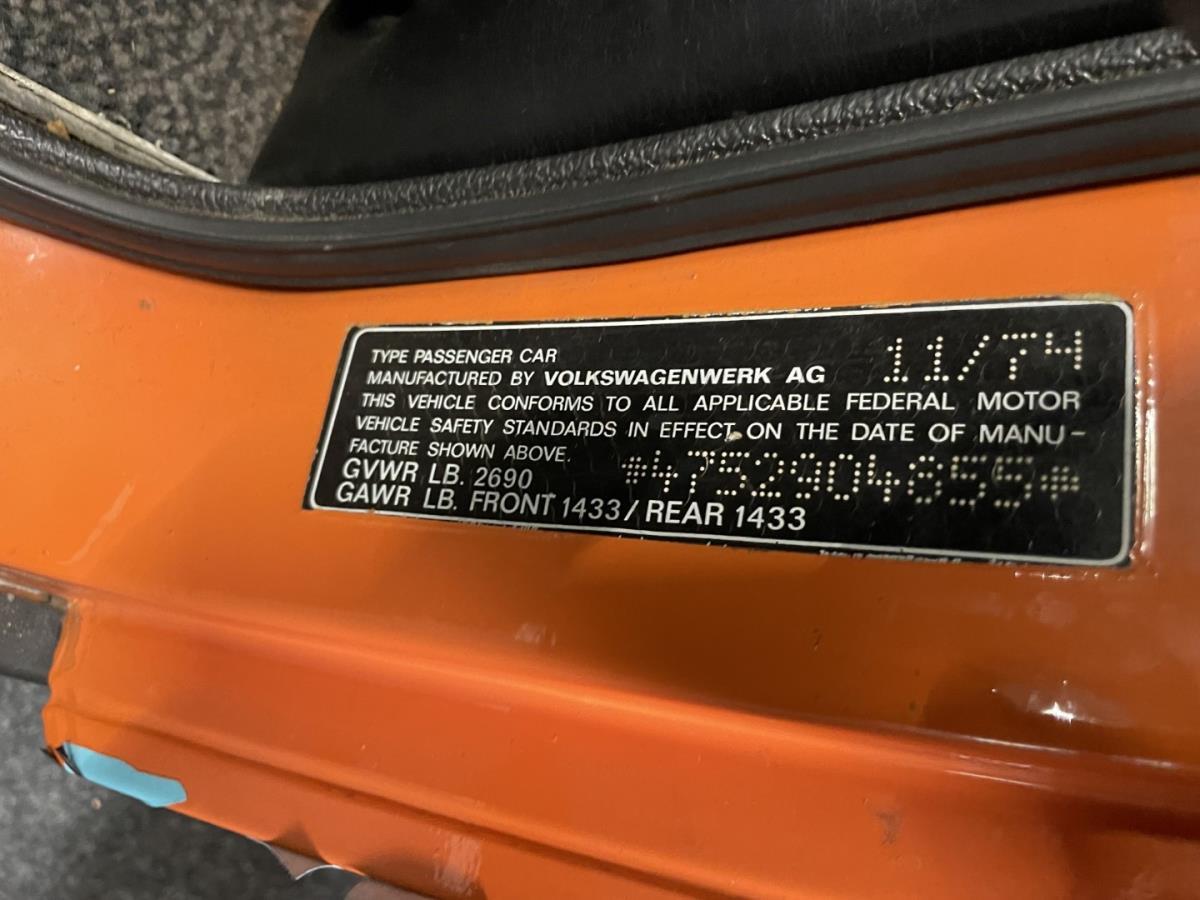 TYPE PASSENGER CAR
MANUFACTURED BY VOLKSWAGENWERK AG 11/74
THIS VEHICLE CONFORMS TO ALL APPLICABLE FEDERAL MOTOR
VEHICLE SAFETY STANDARDS IN EFFECT ON THE DATE OF MANU-
FACTURE SHOWN ABOVE.
GVWR LB. 2690 *4752904655*
GAWR LB. FRONT 1433/ REAR 1433